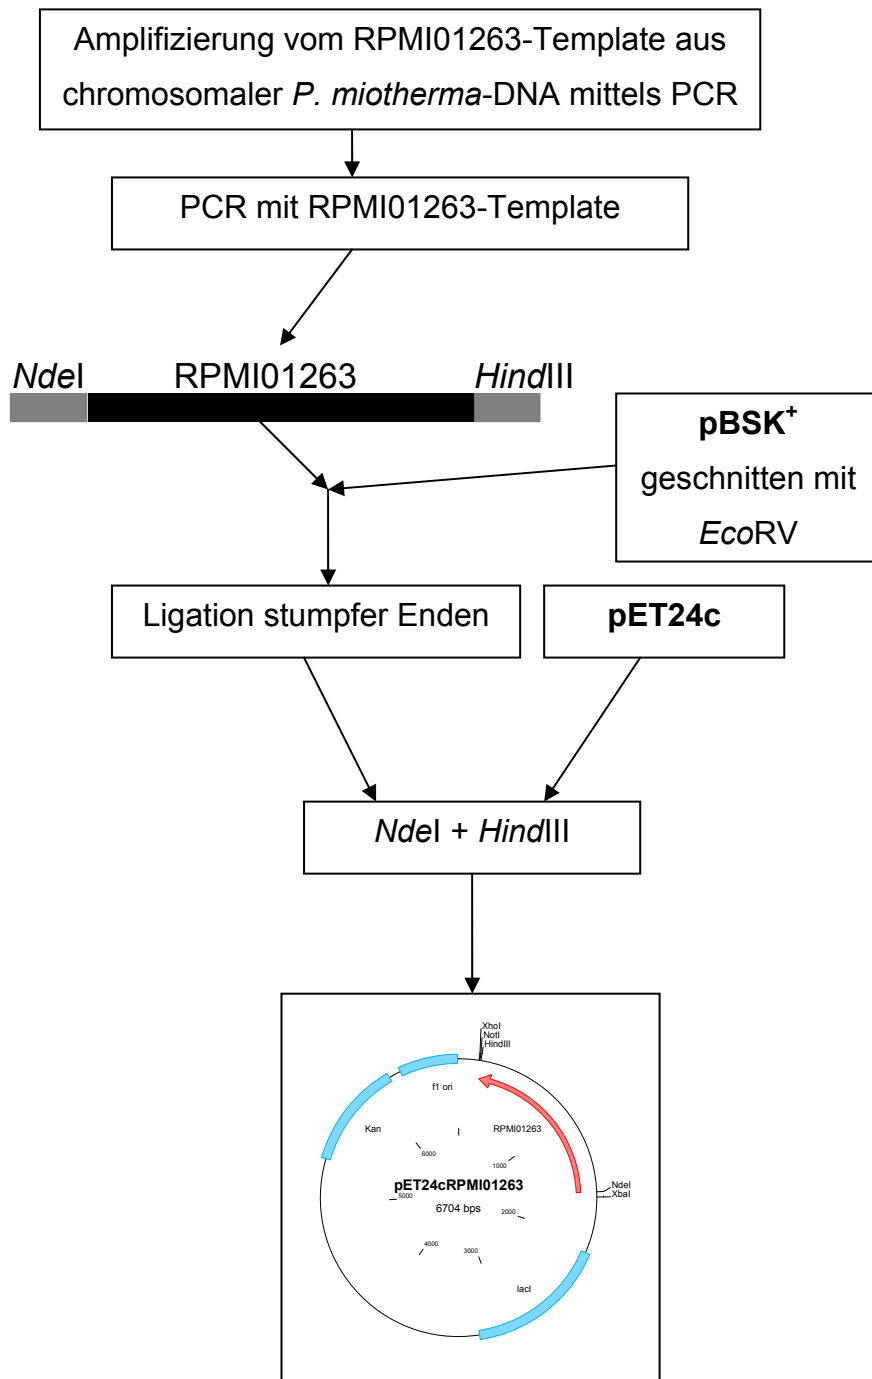 Amplifizierung vom RPMI01263-Template aus
chromosomaler P. miotherma-DNA mittels PCR
PCR mit RPMI01263-Template
NdeI RPMI01263 HindIII
pBSK+
geschnitten mit
EcoRV
Ligation stumpfer Enden
pET24c
NdeI + HindIII
XhoI
NotI
HindIII
f1 ori
Kan
RPMI01263
6000
1000
pET24cRPMI01263
NdeI
XbaI
5000
6704 bps
2000
4000
3000
lacI